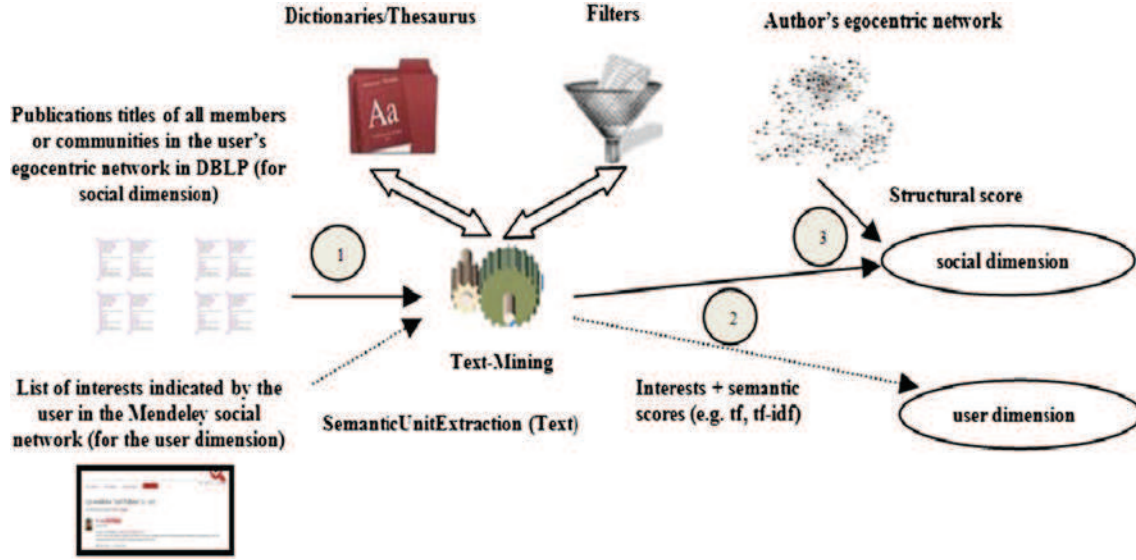 Dictionaries/Thesaurus
Filters
Author's egocentric network
Aa
Publications titles of all members
or communities in the user's
egocentric network in DBLP (for
social dimension)
Structural score
1
3
social dimension
2
Text-Mining
List of interests indicated by the
user in the Mendeley social
network (for the user dimension)
Interests + semantic
scores (e.g. tf, tf-idf)
SemanticUnitExtraction (Text)
user dimension